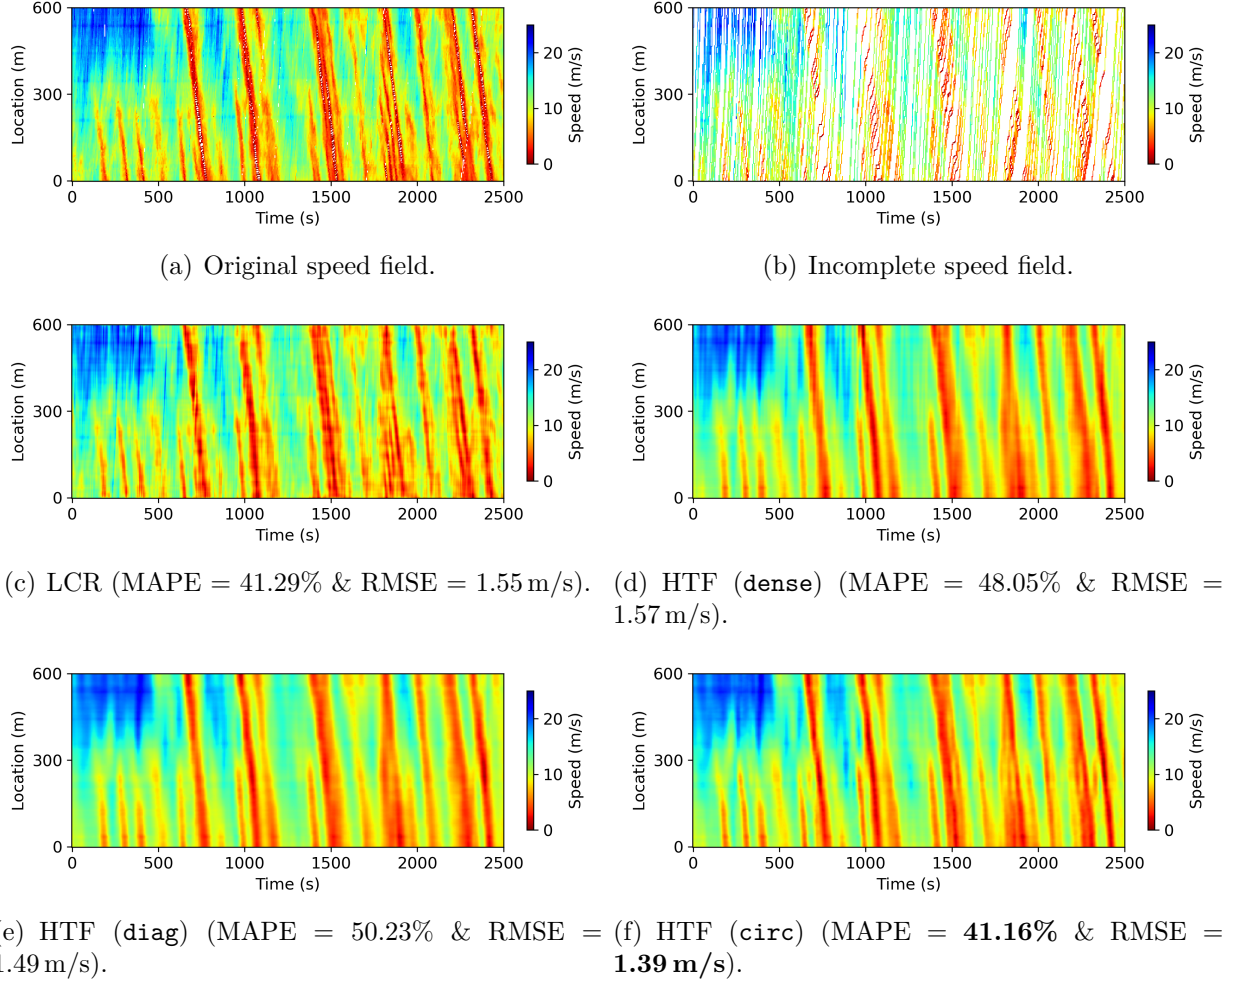 600
300
0
Location (m)
0 500 1000 1500 2000 2500
Time (s)
20
10
0
Speed (m/s)
(a) Original speed field.
600
300
0
Location (m)
0 500 1000 1500 2000 2500
Time (s)
20
10
0
Speed (m/s)
(b) Incomplete speed field.
600
300
0
Location (m)
0 500 1000 1500 2000 2500
Time (s)
20
10
0
Speed (m/s)
(c) LCR (MAPE = 41.29% & RMSE = 1.55 m/s).
600
300
0
Location (m)
0 500 1000 1500 2000 2500
Time (s)
20
10
0
Speed (m/s)
(d) HTF (dense) (MAPE = 48.05% & RMSE =
1.57 m/s).
600
300
0
Location (m)
0 500 1000 1500 2000 2500
Time (s)
20
10
0
Speed (m/s)
(e) HTF (diag) (MAPE = 50.23% & RMSE =
1.49 m/s).
600
300
0
Location (m)
0 500 1000 1500 2000 2500
Time (s)
20
10
0
Speed (m/s)
(f) HTF (circ) (MAPE = 41.16% & RMSE =
1.39 m/s).